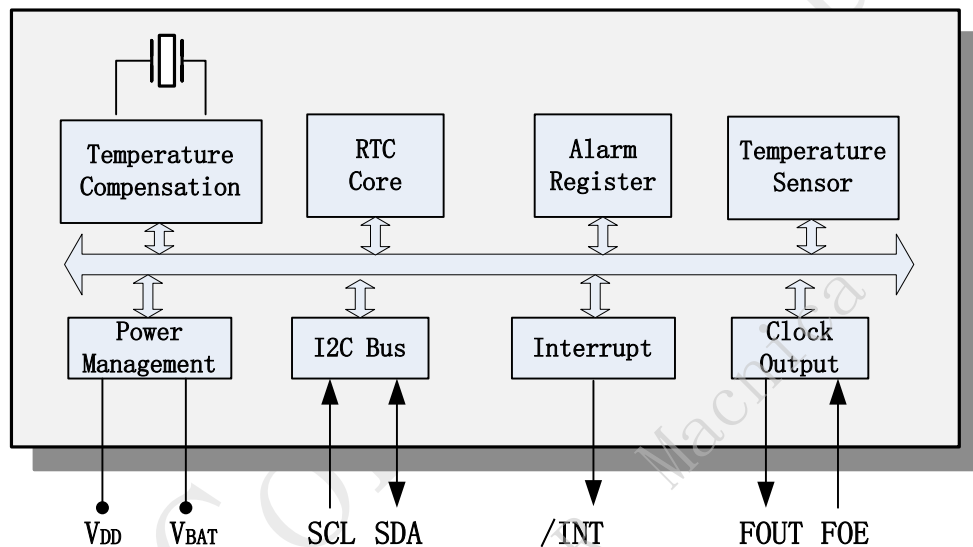 Temperature
Compensation
RTC
Core
Alarm
Register
Temperature
Sensor
Power
Management
I2C Bus
Interrupt
Clock
Output
VDD
VBAT
SCL
SDA
/INT
FOUT
FOE
Macnica